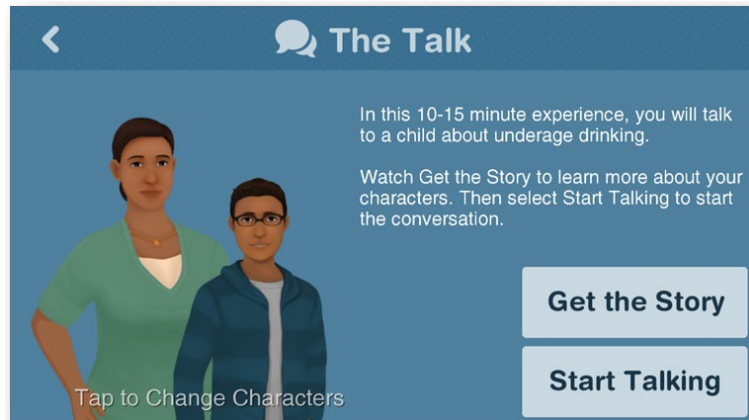 The Talk
In this 10-15 minute experience, you will talk
to a child about underage drinking.
Watch Get the Story to learn more about your
characters. Then select Start Talking to start
the conversation.
Get the Story
Start Talking
Tap to Change Characters